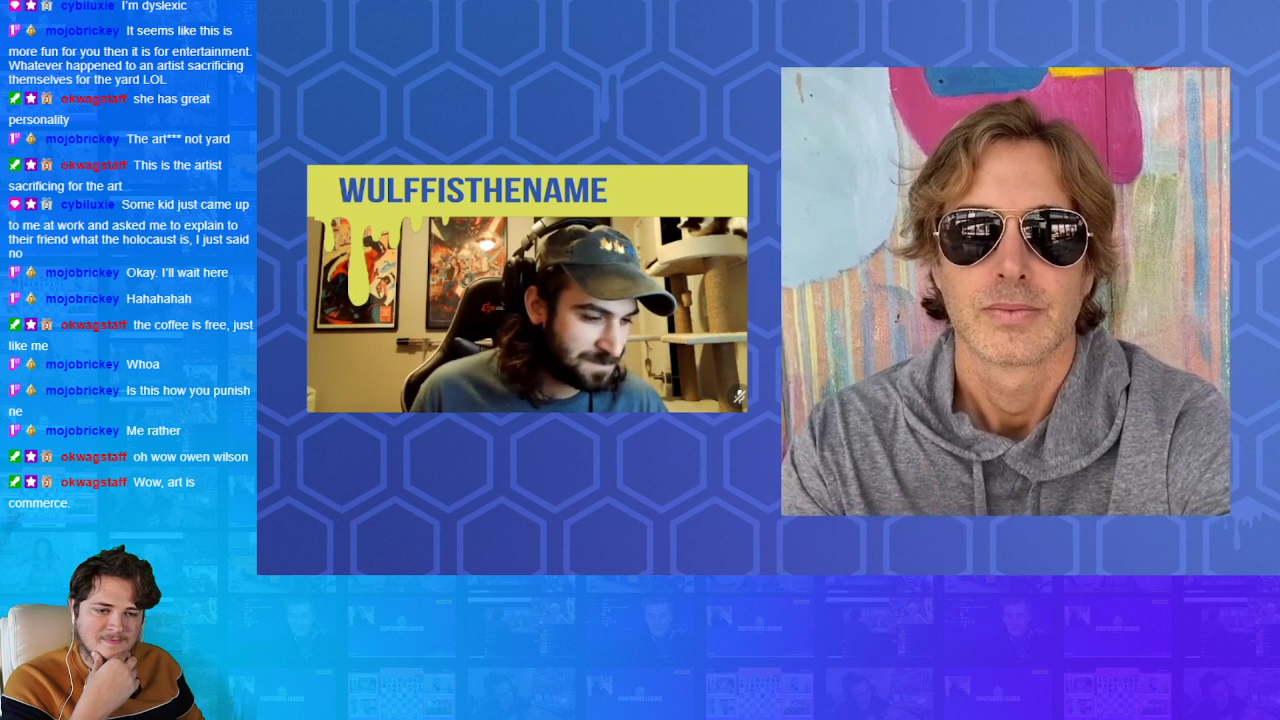 cybiluxie I'm dyslexic
mojobrickey It seems like this is
more fun for you then it is for entertainment.
Whatever happened to an artist sacrificing
themselves for the yard LOL
okwagstaff she has great
personality
mojobrickey The art*** not yard
okwagstaff This is the artist
sacrificing for the art
cybiluxie Some kid just came up
to me at work and asked me to explain to
their friend what the holocaust is, I just said
no
mojobrickey Okay. I'll wait here
mojobrickey Hahahahah
okwagstaff the coffee is free, just
like me
mojobrickey Whoa
mojobrickey Is this how you punish
ne
mojobrickey Me rather
okwagstaff oh wow owen wilson
okwagstaff Wow, art is
commerce.
WULFFISTHENAME